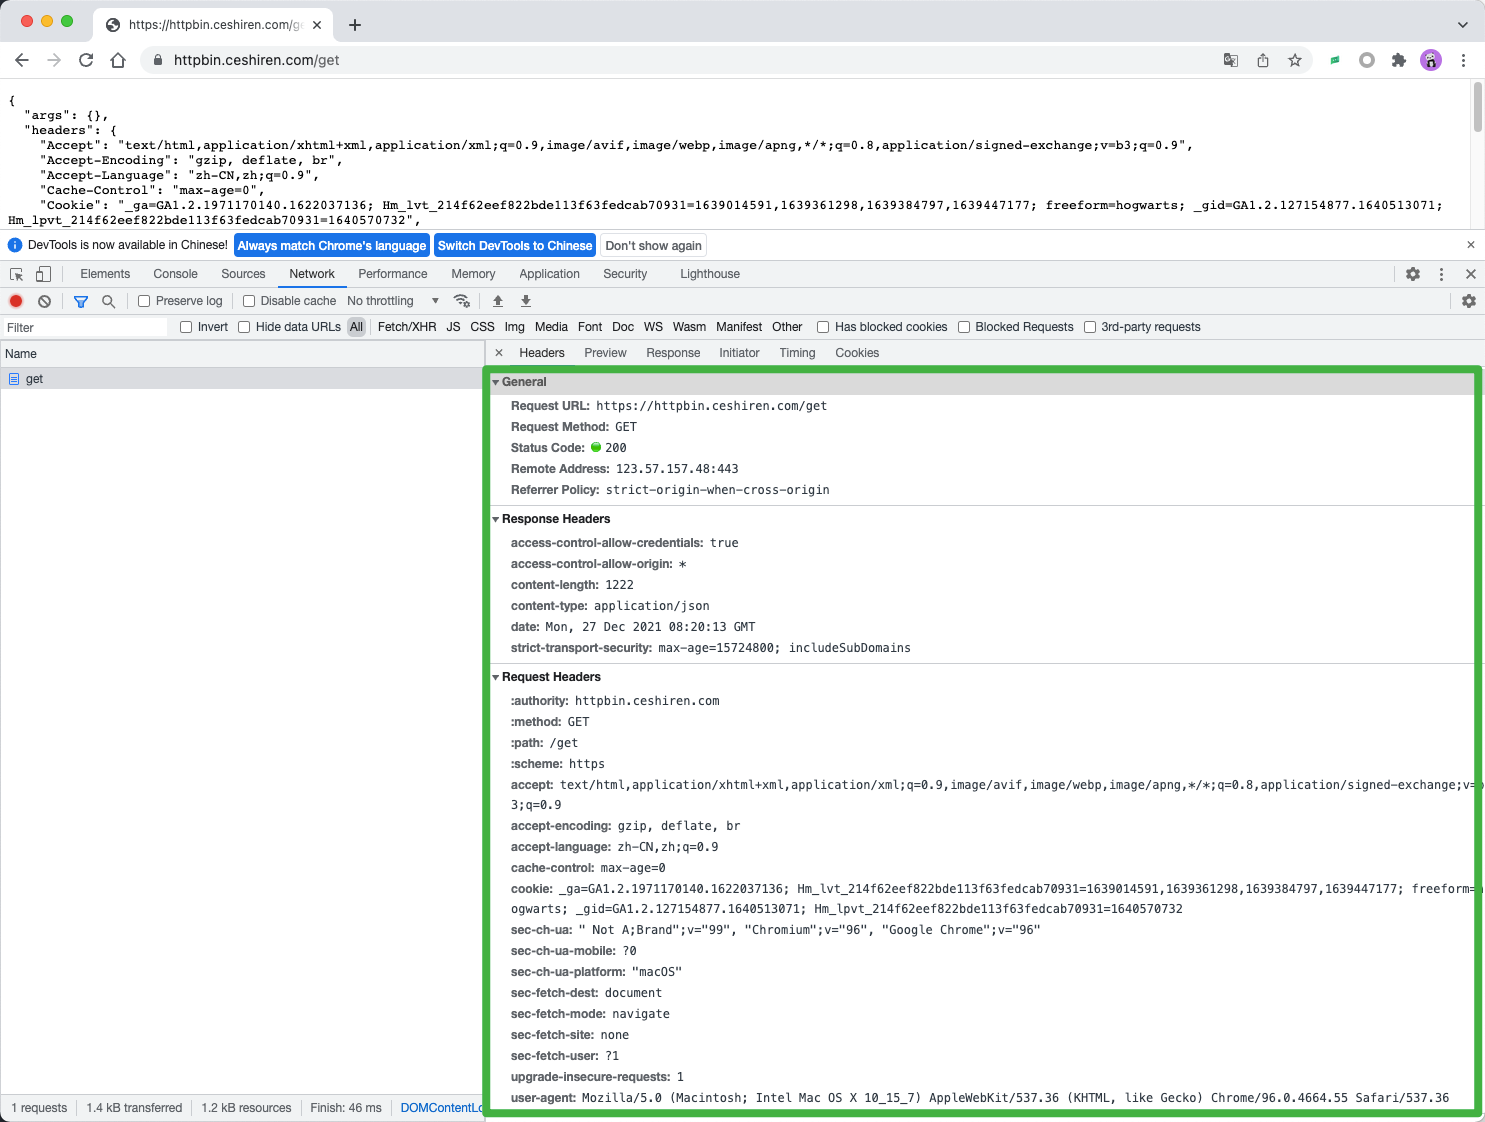 https://httpbin.ceshiren.com/g
httpbin.ceshiren.com/get
{
"args": {},
"headers": {
"Accept": "text/html,application/xhtml+xml,application/xml;q=0.9,image/avif,image/webp,image/apng,*/*;q=0.8,application/signed-exchange;v=b3;q=0.9",
"Accept-Encoding": "gzip, deflate, br",
"Accept-Language": "zh-CN,zh;q=0.9",
"Cache-Control": "max-age=0",
"Cookie": "_ga=GA1.2.1971170140.1622037136; Hm_lvt_214f62eef822bde113f63fedcab70931=1639014591,1639361298,1639384797,1639447177; freeform=hogwarts; _gid=GA1.2.127154877.1640513071;
Hm_lpvt_214f62eef822bde113f63fedcab70931=1640570732",
DevTools is now available in Chinese! Always match Chrome's language Switch DevTools to Chinese Don't show again
Elements Console Sources Network Performance Memory Application Security Lighthouse
Preserve log Disable cache No throttling
Filter Invert Hide data URLs All Fetch/XHR JS CSS Img Media Font Doc WS Wasm Manifest Other Has blocked cookies Blocked Requests 3rd-party requests
Name
get
Headers Preview Response Initiator Timing Cookies
General
Request URL: https://httpbin.ceshiren.com/get
Request Method: GET
Status Code: 200
Remote Address: 123.57.157.48:443
Referrer Policy: strict-origin-when-cross-origin
Response Headers
access-control-allow-credentials: true
access-control-allow-origin: *
content-length: 1222
content-type: application/json
date: Mon, 27 Dec 2021 08:20:13 GMT
strict-transport-security: max-age=15724800; includeSubDomains
Request Headers
:authority: httpbin.ceshiren.com
:method: GET
:path: /get
:scheme: https
accept: text/html,application/xhtml+xml,application/xml;q=0.9,image/avif,image/webp,image/apng,*/*;q=0.8,application/signed-exchange;v=b
3;q=0.9
accept-encoding: gzip, deflate, br
accept-language: zh-CN,zh;q=0.9
cache-control: max-age=0
cookie: _ga=GA1.2.1971170140.1622037136; Hm_lvt_214f62eef822bde113f63fedcab70931=1639014591,1639361298,1639384797,1639447177; freeform=h
ogwarts; _gid=GA1.2.127154877.1640513071; Hm_lpvt_214f62eef822bde113f63fedcab70931=1640570732
sec-ch-ua: " Not A;Brand";v="99", "Chromium";v="96", "Google Chrome";v="96"
sec-ch-ua-mobile: ?0
sec-ch-ua-platform: "macOS"
sec-fetch-dest: document
sec-fetch-mode: navigate
sec-fetch-site: none
sec-fetch-user: ?1
upgrade-insecure-requests: 1
user-agent: Mozilla/5.0 (Macintosh; Intel Mac OS X 10_15_7) AppleWebKit/537.36 (KHTML, like Gecko) Chrome/96.0.4664.55 Safari/537.36
1 requests 1.4 kB transferred 1.2 kB resources Finish: 46 ms DOMContentLo